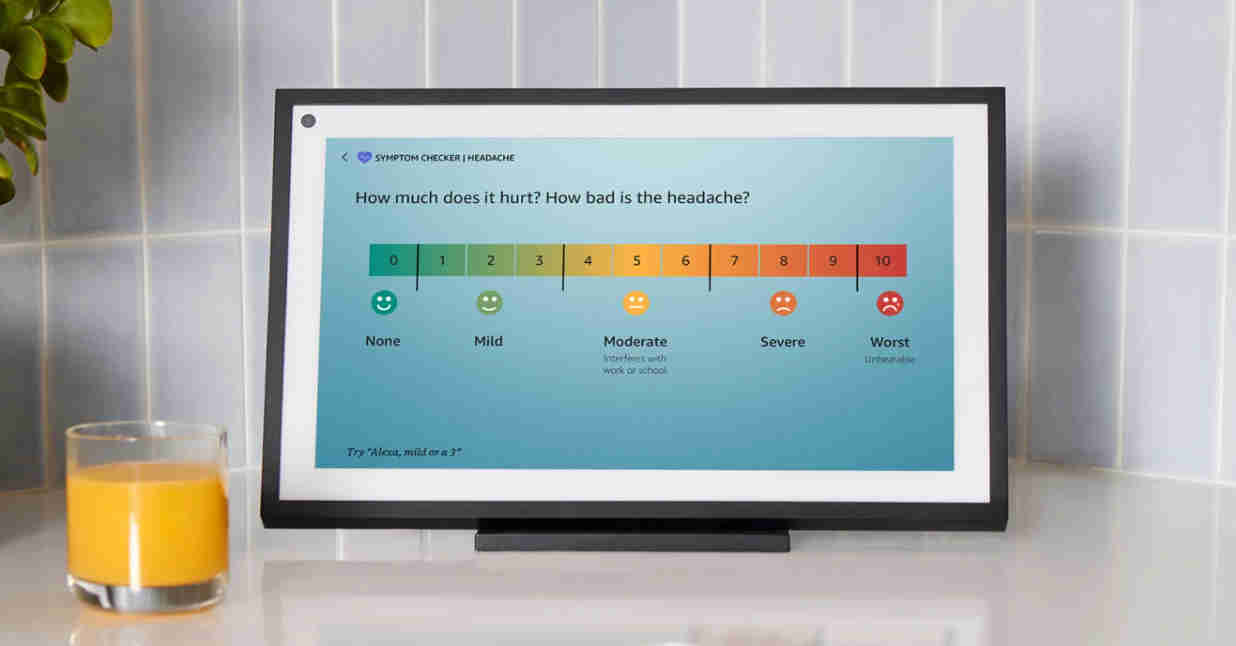 SYMPTOM CHECKER | HEADACHE
How much does it hurt? How bad is the headache?
0 1 2 3 4 5 6 7 8 9 10
None Mild Moderate Severe Worst
Interferes with Unbearable
work or school
Try "Alexa, mild or a 3"